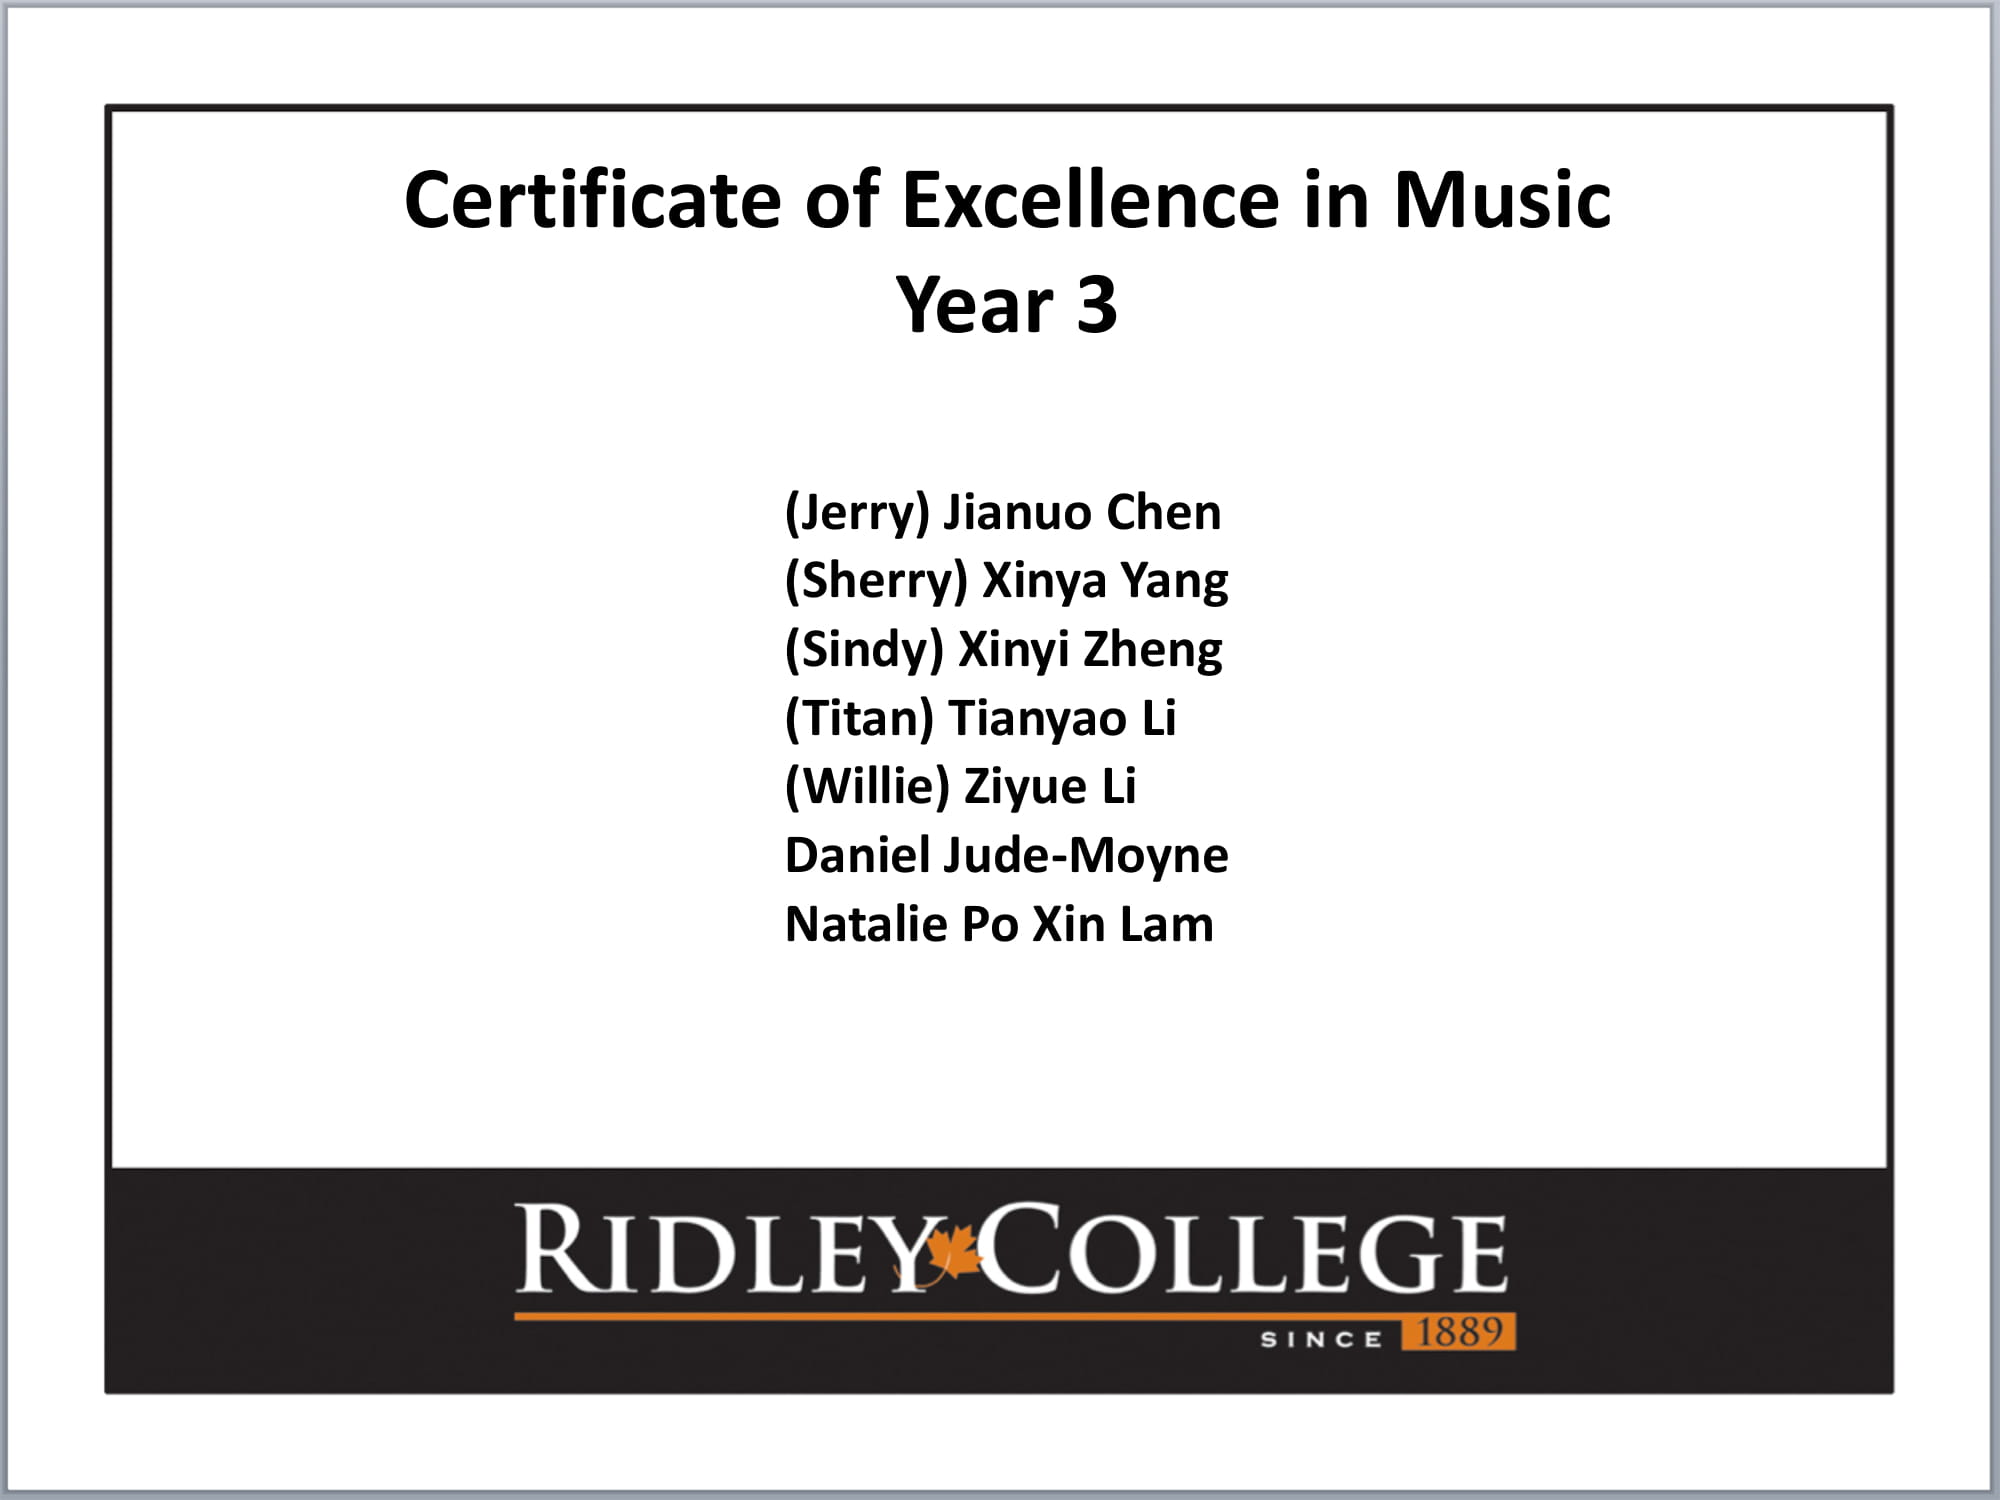 Certificate of Excellence in Music
Year 3
(Jerry) Jianuo Chen
(Sherry) Xinya Yang
(Sindy) Xinyi Zheng
(Titan) Tianyao Li
(Willie) Ziyue Li
Daniel Jude-Moyne
Natalie Po Xin Lam
RIDLEY COLLEGE
SINCE 1889